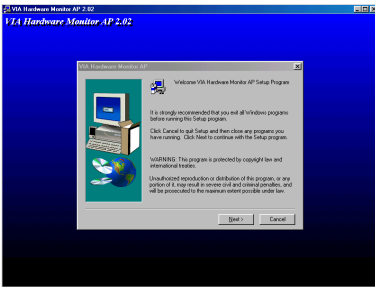 VIA Hardware Monitor AP 2.02
VIA Hardware Monitor AP 2.02
VIA Hardware Monitor AP
Welcome VIA Hardware Monitor AP Setup Program
It is strongly recommended that you exit all Windows programs
before running this Setup program.
Click Cancel to quit Setup and then close any programs you
have running. Click Next to continue with the Setup program.
WARNING: This program is protected by copyright law and
international treaties.
Unauthorized reproduction or distribution of this program, or any
portion of it, may result in severe civil and criminal penalties, and
will be prosecuted to the maximum extent possible under law.
Next > Cancel